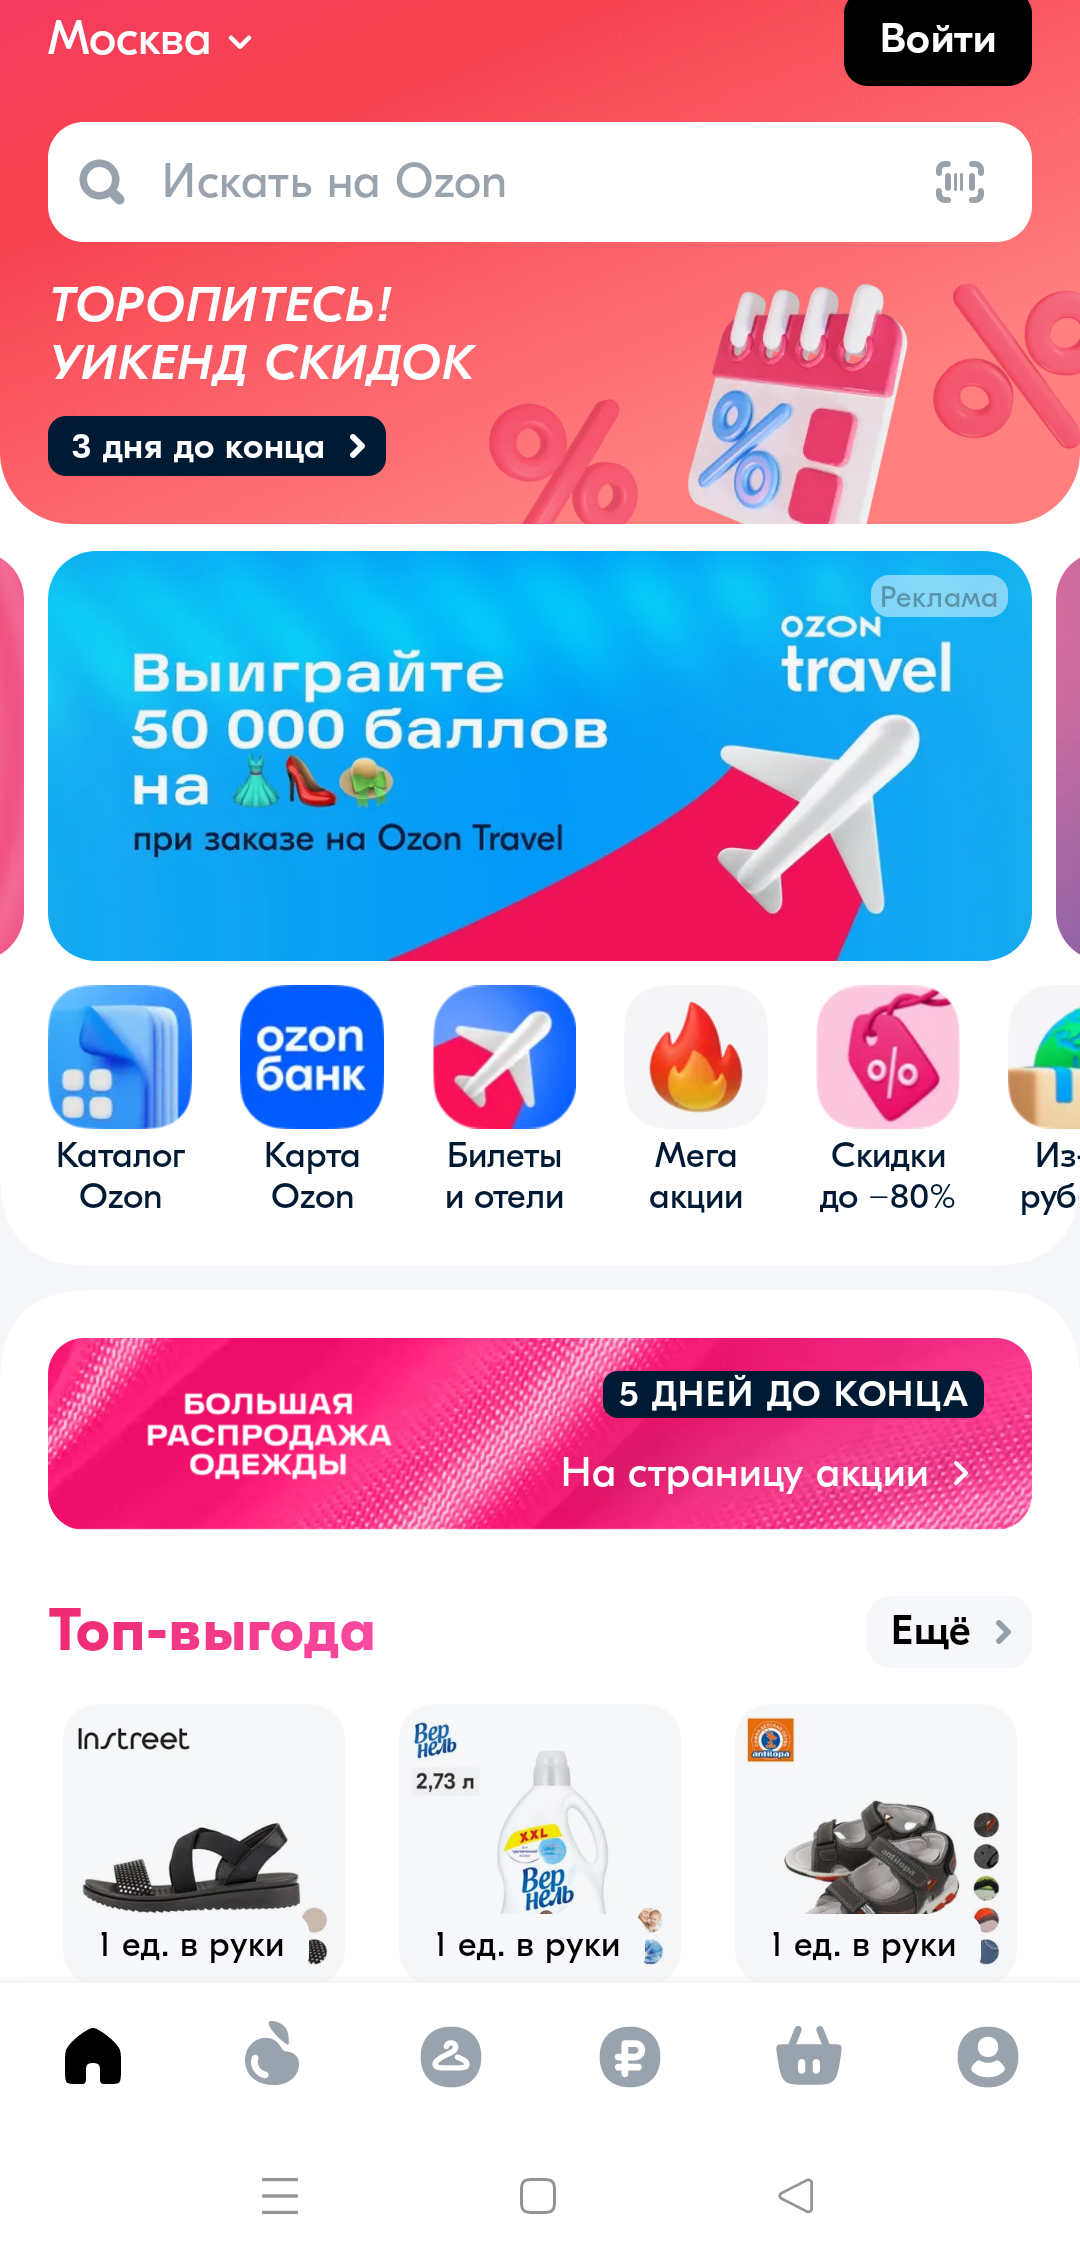 Москва
Войти
Искать на Ozon
ТОРОПИТЕСЬ!
УИКЕНД СКИДОК
3 дня до конца
Реклама
OZON
travel
Выиграйте
50 000 баллов
на
при заказе на Ozon Travel
ozon
банк
Каталог
Ozon
Карта
Ozon
Билеты
и отели
Мега
акции
Скидки
до –80%
Из-
руб
БОЛЬШАЯ
РАСПРОДАЖА
ОДЕЖДЫ
5 ДНЕЙ ДО КОНЦА
На страницу акции
Топ-выгода
Ещё
Instreet
1 ед. в руки
Вер
нель
2,73 л
XXL
Вер
нель
1 ед. в руки
antilopa
antilopa
1 ед. в руки